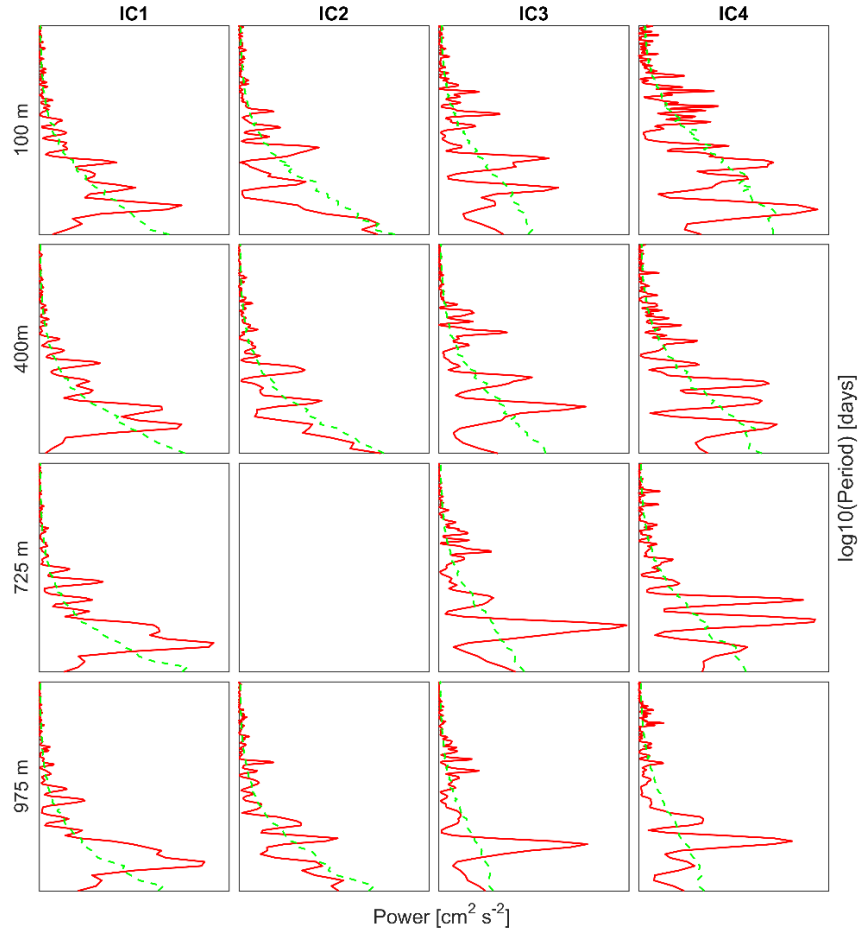 IC1 IC2 IC3 IC4
100 m
400m
725 m
975 m
log10(Period) [days]
Power [cm² s⁻²]